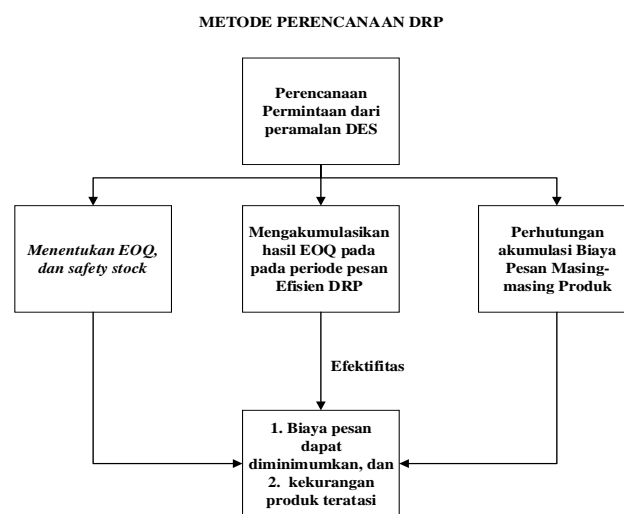 METODE PERENCANAAN DRP
Perencanaan
Permintaan dari
peramalan DES
Menentukan EOQ,
dan safety stock
Mengakumulasikan
hasil EOQ pada
pada periode pesan
Efisien DRP
Perhutungan
akumulasi Biaya
Pesan Masing-
masing Produk
Efektifitas
1. Biaya pesan
dapat
diminimumkan, dan
2. kekurangan
produk teratasi